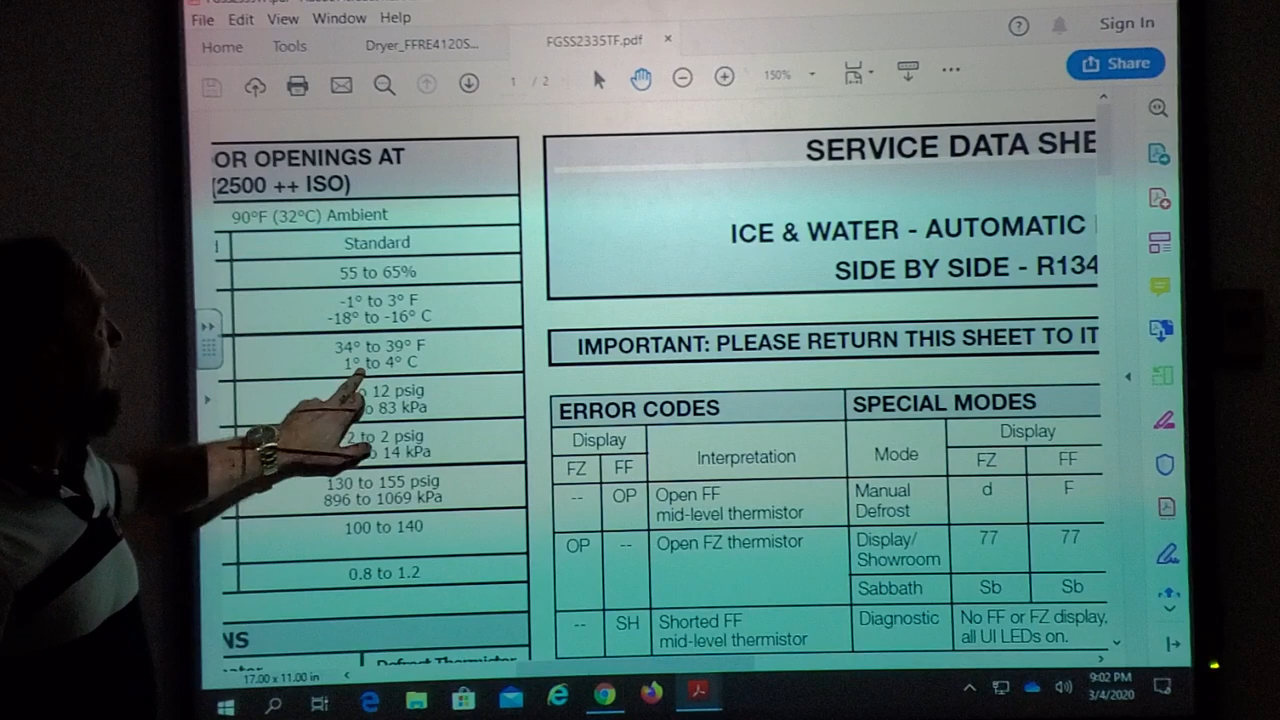 File Edit View Window Help
Sign In
Home Tools Dryer_FFRE4120S... FGSS2335TF.pdf ×
1 / 2 150% Share
OR OPENINGS AT
(2500 ++ ISO)
90°F (32°C) Ambient
Standard
55 to 65%
-1° to 3° F
-18° to -16° C
34° to 39° F
1° to 4° C
12 psig
83 kPa
2 to 2 psig
14 kPa
130 to 155 psig
896 to 1069 kPa
100 to 140
0.8 to 1.2
NS
SERVICE DATA SHE
ICE & WATER - AUTOMATIC
SIDE BY SIDE - R134
IMPORTANT: PLEASE RETURN THIS SHEET TO IT
ERROR CODES SPECIAL MODES
Display Interpretation Mode Display
FZ FF FZ FF
-- OP Open FF Manual d F
mid-level thermistor Defrost
OP -- Open FZ thermistor Display/ 77 77
Showroom
Sabbath Sb Sb
-- SH Shorted FF Diagnostic No FF or FZ display,
mid-level thermistor all UI LEDs on.
Defrost Thermistor
17.00 x 11.00 in
9:02 PM
3/4/2020